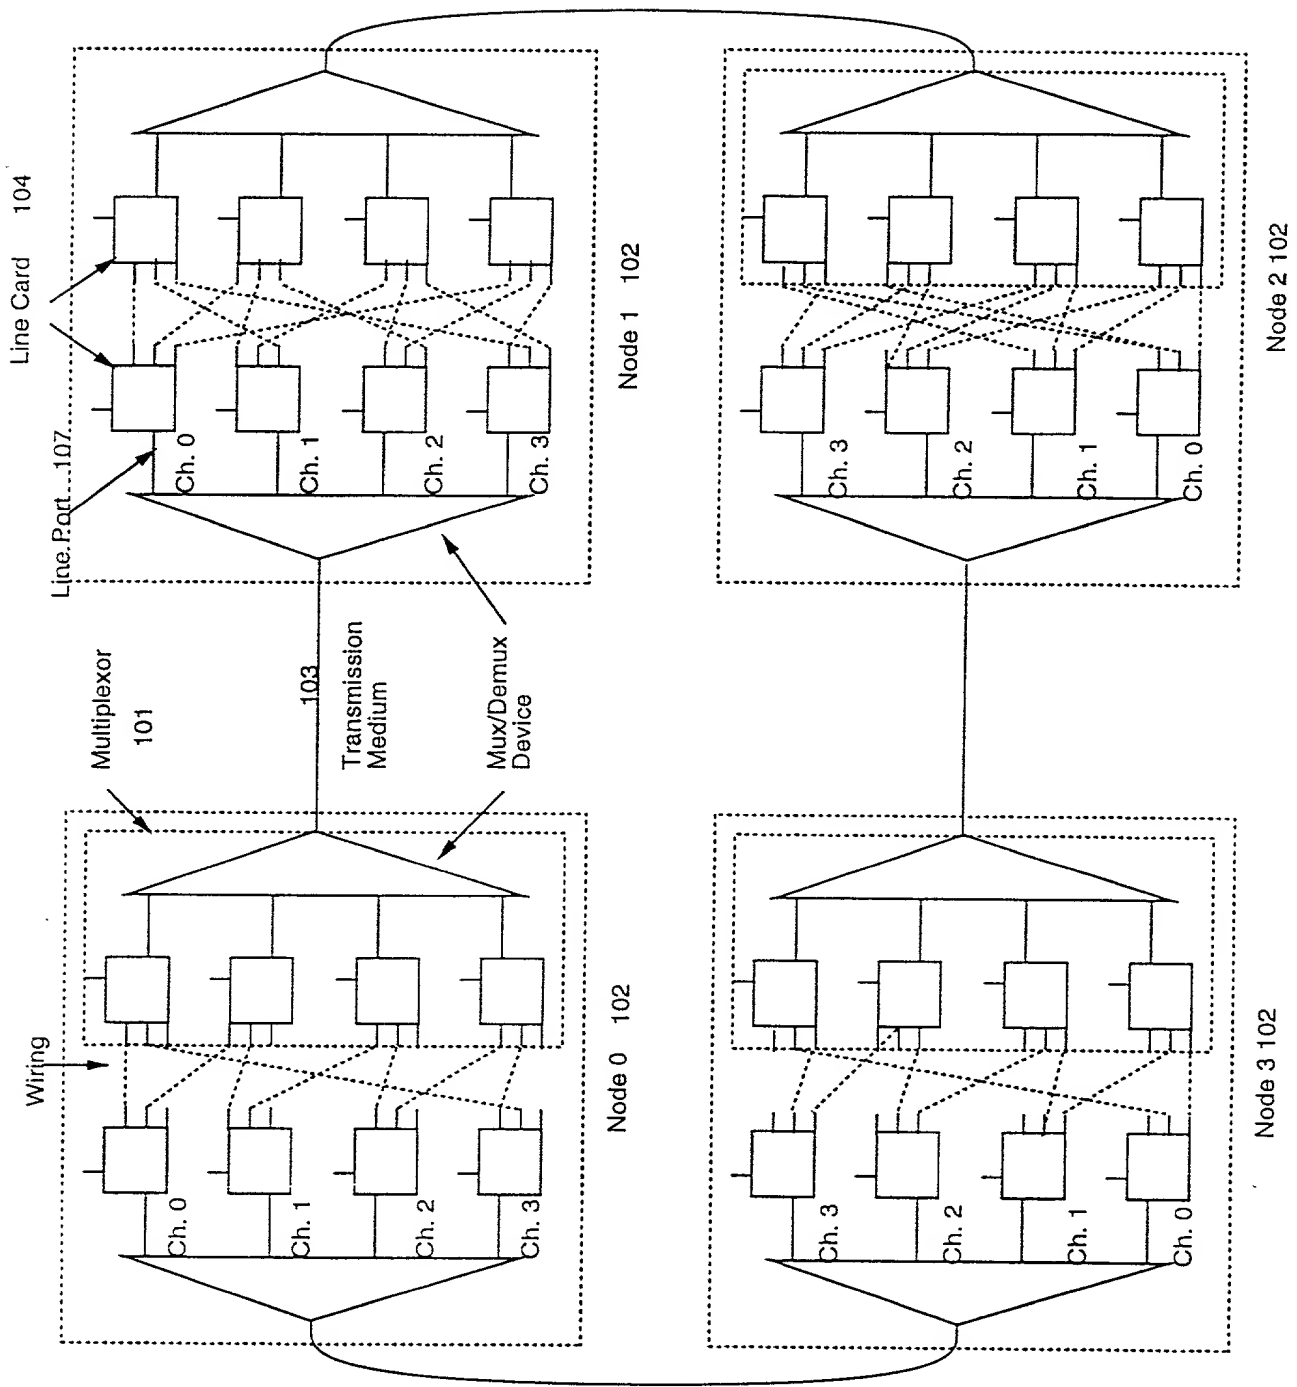 Line Card 104
Line Port 107
Ch. 0
Ch. 1
Ch. 2
Ch. 3
Node 1 102
Ch. 3
Ch. 2
Ch. 1
Ch. 0
Node 2 102
Multiplexor
101
103
Transmission
Medium
Mux/Demux
Device
Wiring
Ch. 0
Ch. 1
Ch. 2
Ch. 3
Node 0 102
Ch. 3
Ch. 2
Ch. 1
Ch. 0
Node 3 102